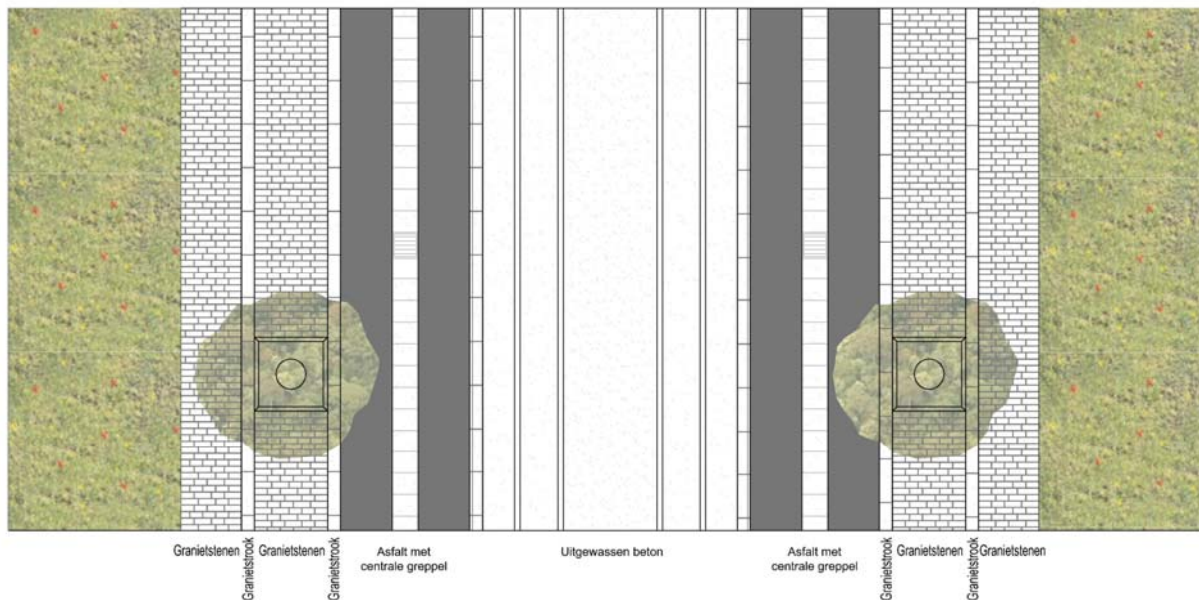 Granietstenen
Granietstrook
Granietstenen
Granietstrook
Asfalt met
centrale greppel
Uitgewassen beton
Asfalt met
centrale greppel
Granietstrook
Granietstenen
Granietstrook
Granietstenen